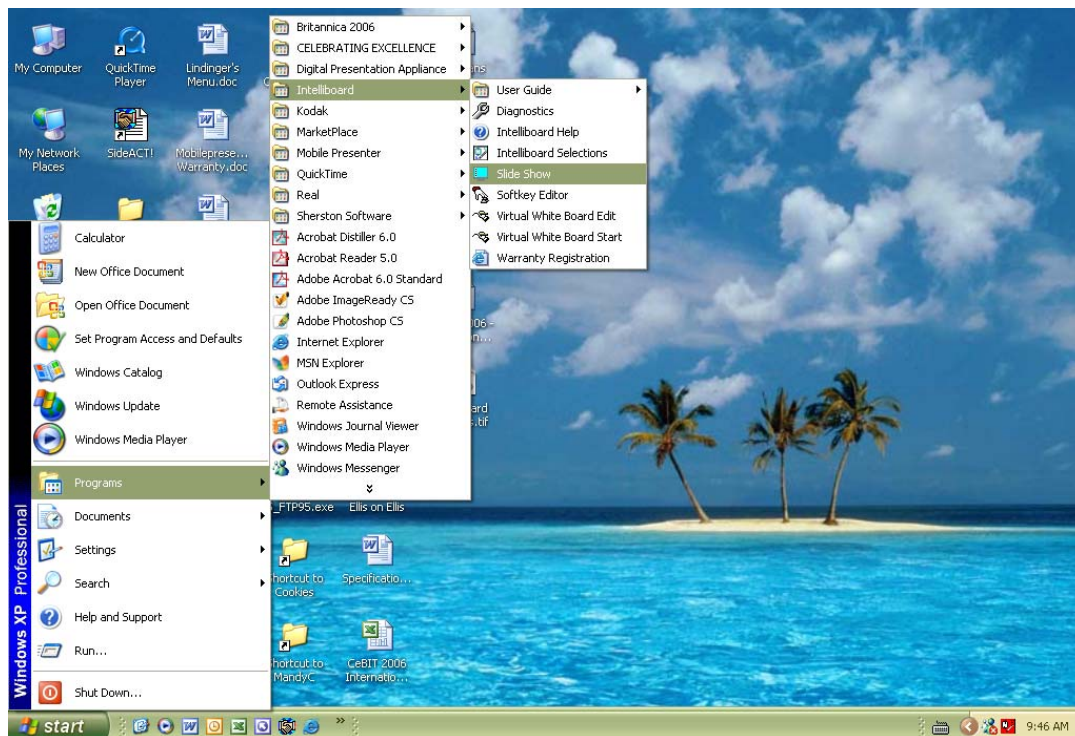 My Computer
QuickTime
Player
Lindinger's
Menu.doc
My Network
Places
SideACT!
Mobileprese...
Warranty.doc
Calculator
New Office Document
Open Office Document
Set Program Access and Defaults
Windows Catalog
Windows Update
Windows Media Player
Programs
Documents
Settings
Search
Help and Support
Run...
Shut Down...
Windows XP Professional
Britannica 2006
CELEBRATING EXCELLENCE
Digital Presentation Appliance
Intelliboard
Kodak
MarketPlace
Mobile Presenter
QuickTime
Real
Sherston Software
Acrobat Distiller 6.0
Acrobat Reader 5.0
Adobe Acrobat 6.0 Standard
Adobe ImageReady CS
Adobe Photoshop CS
Internet Explorer
MSN Explorer
Outlook Express
Remote Assistance
Windows Journal Viewer
Windows Media Player
Windows Messenger
User Guide
Diagnostics
Intelliboard Help
Intelliboard Selections
Slide Show
Softkey Editor
Virtual White Board Edit
Virtual White Board Start
Warranty Registration
_FTP95.exe
Ellis on Ellis
hortcut to
Cookies
Specificatio...
hortcut to
MandyC
CeBIT 2006
Internatio...
start
9:46 AM